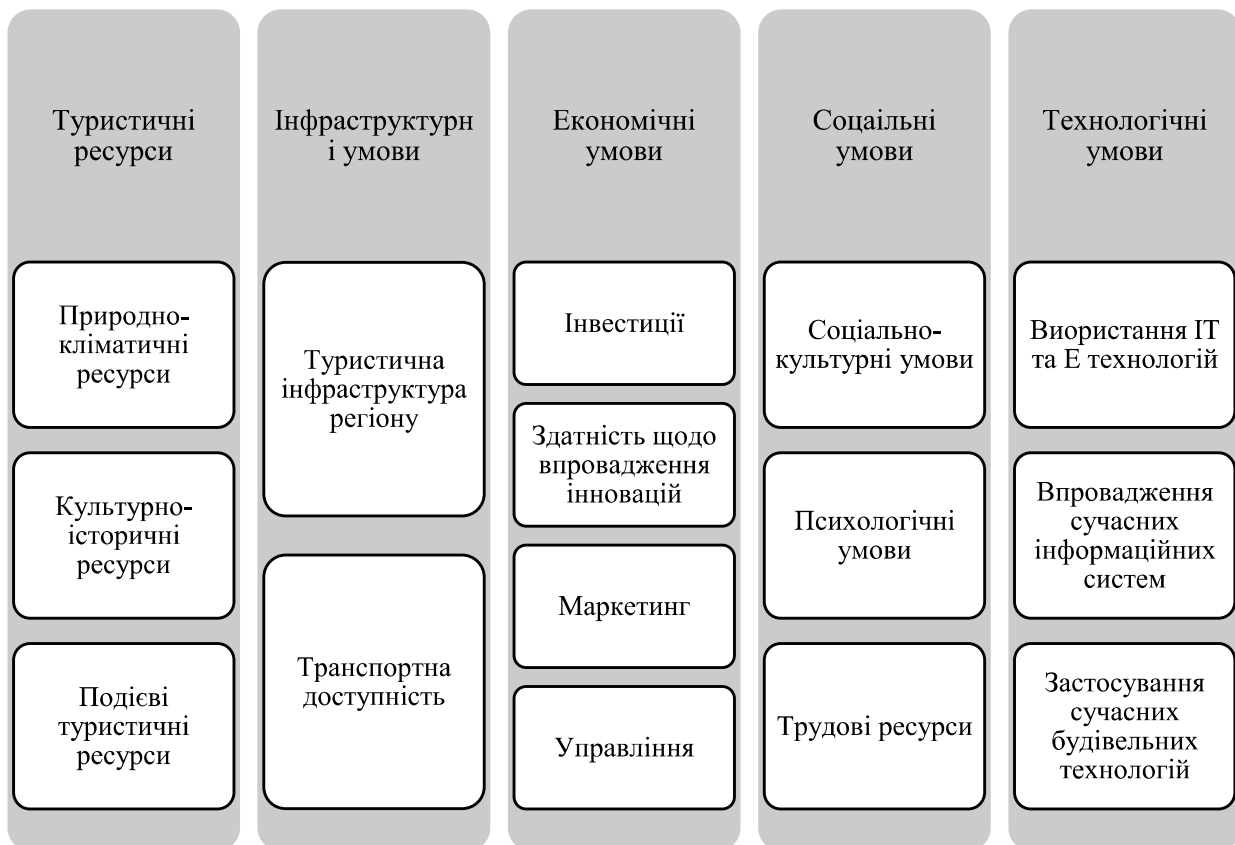 Туристичні
ресурси
Природно-
кліматичні
ресурси
Культурно-
історичні
ресурси
Подієві
туристичні
ресурси
Інфраструктурн
і умови
Туристична
інфраструктура
регіону
Транспортна
доступність
Економічні
умови
Інвестиції
Здатність щодо
впровадження
інновацій
Маркетинг
Управління
Соцаільні
умови
Соціально-
культурні умови
Психологічні
умови
Трудові ресурси
Технологічні
умови
Виористання ІТ
та Е технологій
Впровадження
сучасних
інформаційних
систем
Застосування
сучасних
будівельних
технологій